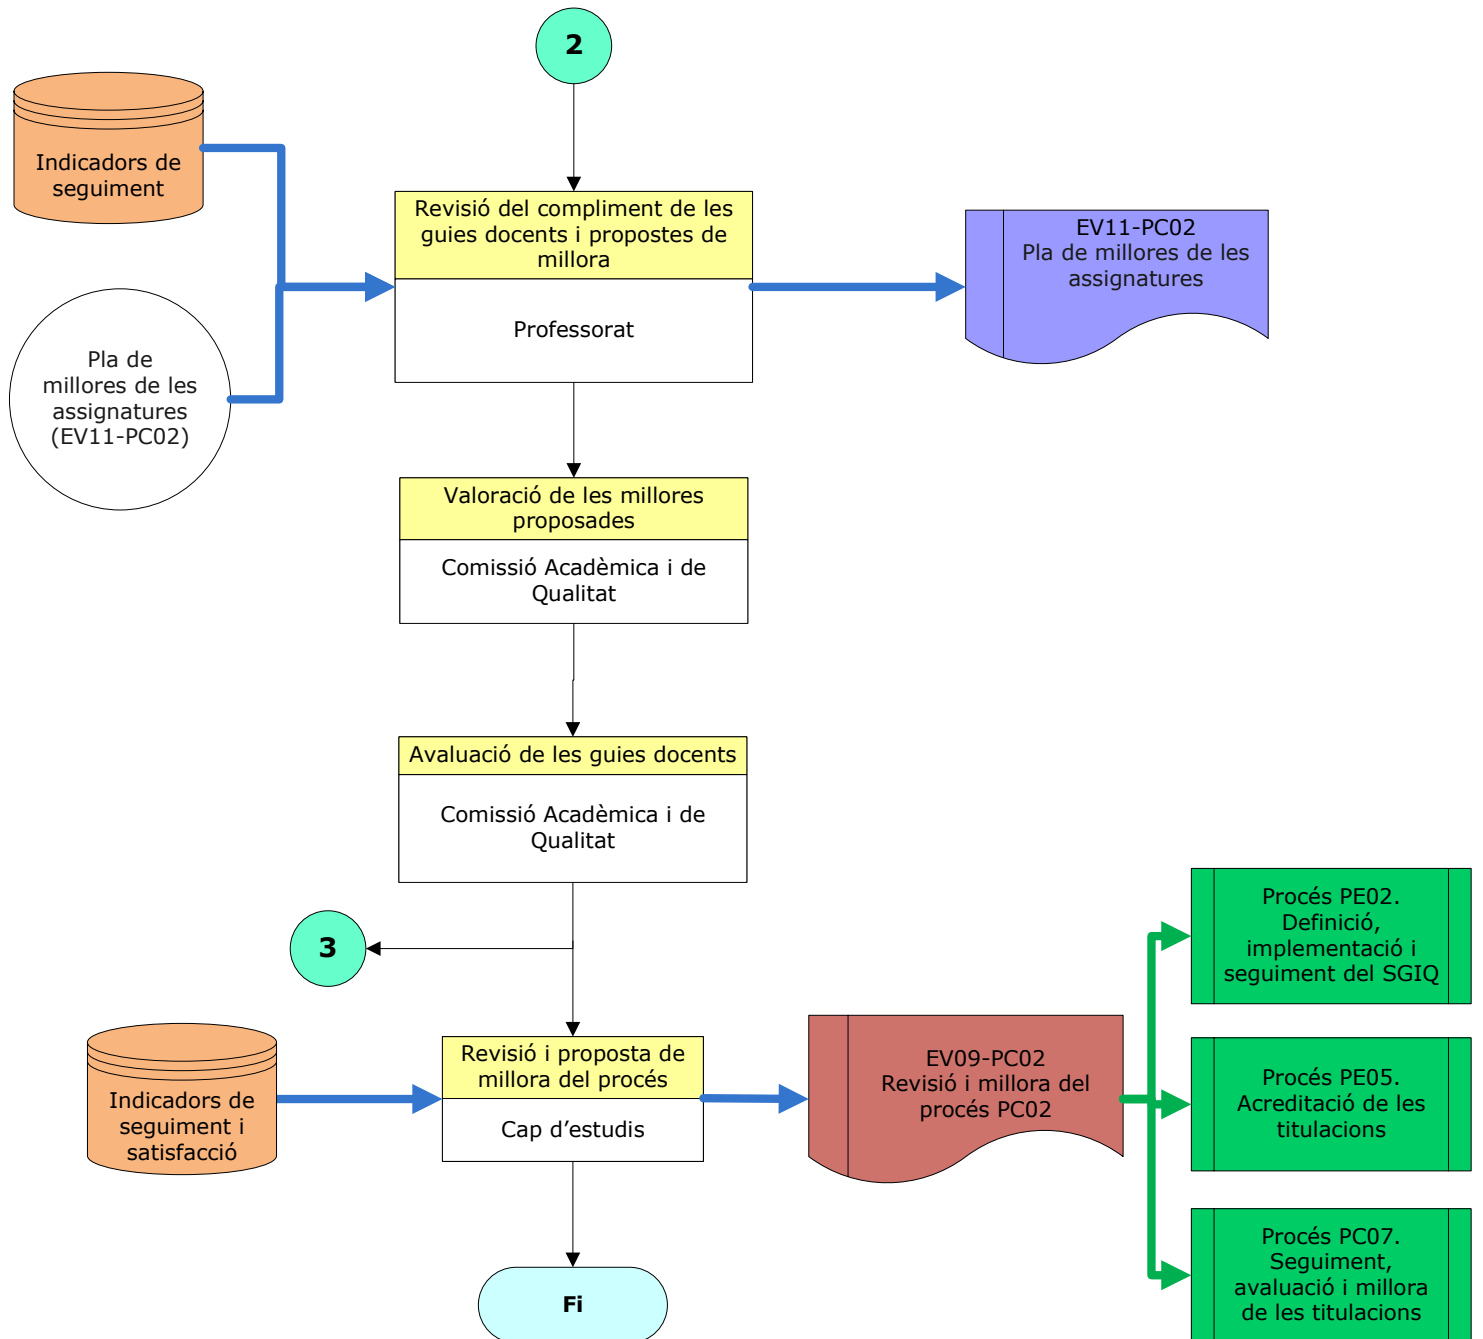 2
Indicadors de
seguiment
Revisió del compliment de les
guies docents i propostes de
millora
Professorat
EV11-PC02
Pla de millores de les
assignatures
Pla de
millores de les
assignatures
(EV11-PC02)
Valoració de les millores
proposades
Comissió Acadèmica i de
Qualitat
Avaluació de les guies docents
Comissió Acadèmica i de
Qualitat
3
Procés PE02.
Definició,
implementació i
seguiment del SGIQ
Indicadors de
seguiment i
satisfacció
Revisió i proposta de
millora del procés
Cap d'estudis
EV09-PC02
Revisió i millora del
procés PC02
Procés PE05.
Acreditació de les
titulacions
Procés PC07.
Seguiment,
avaluació i millora
de les titulacions
Fi